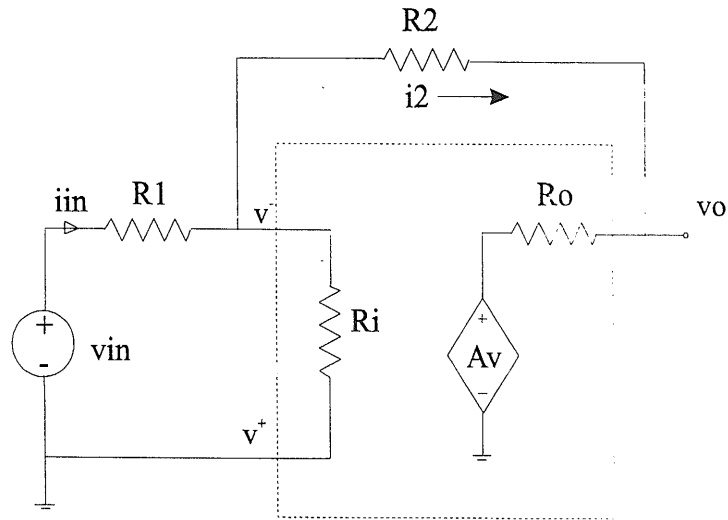 R2
i2
iin
R1
v-
Ro
vo
+
-
vin
Ri
+
Av
-
v+